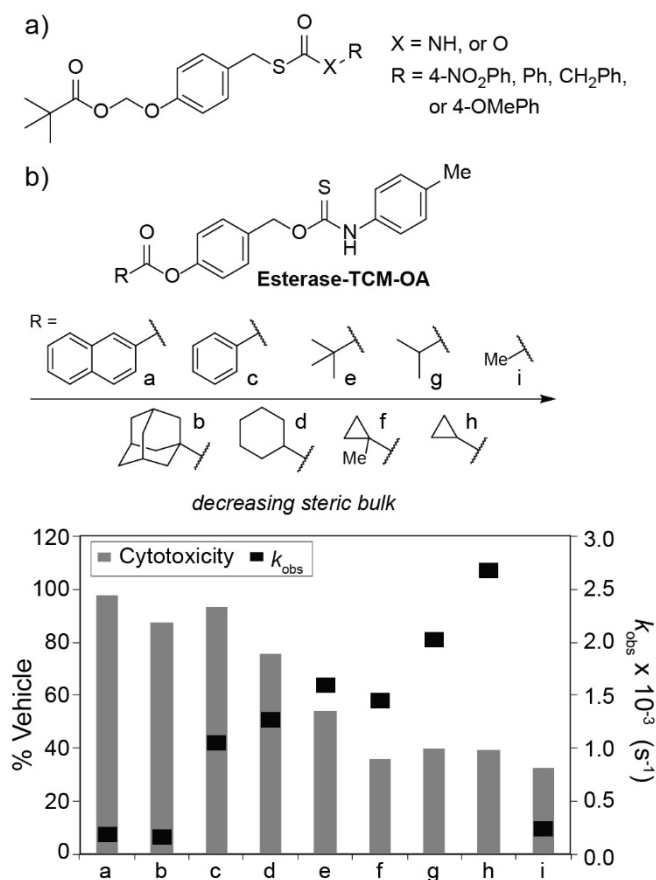 a)
X = NH, or O
R = 4-NO₂Ph, Ph, CH₂Ph,
or 4-OMePh
O
O
O
O
S
X
R
b)
Me
S
O
O
N
H
R
O
Esterase-TCM-OA
R =
a
c
e
g
Me
i
b
d
f
Me
h
decreasing steric bulk
Cytotoxicity
kobs
% Vehicle
120
100
80
60
40
20
0
kobs x 10⁻³ (s⁻¹)
3.0
2.5
2.0
1.5
1.0
0.5
0.0
a b c d e f g h i